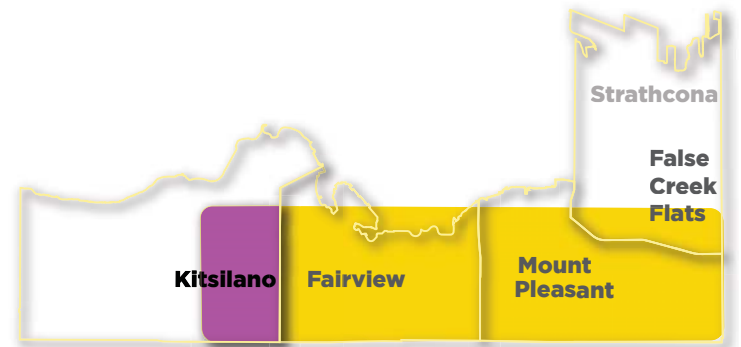 Strathcona
False
Creek
Flats
Kitsilano
Fairview
Mount
Pleasant